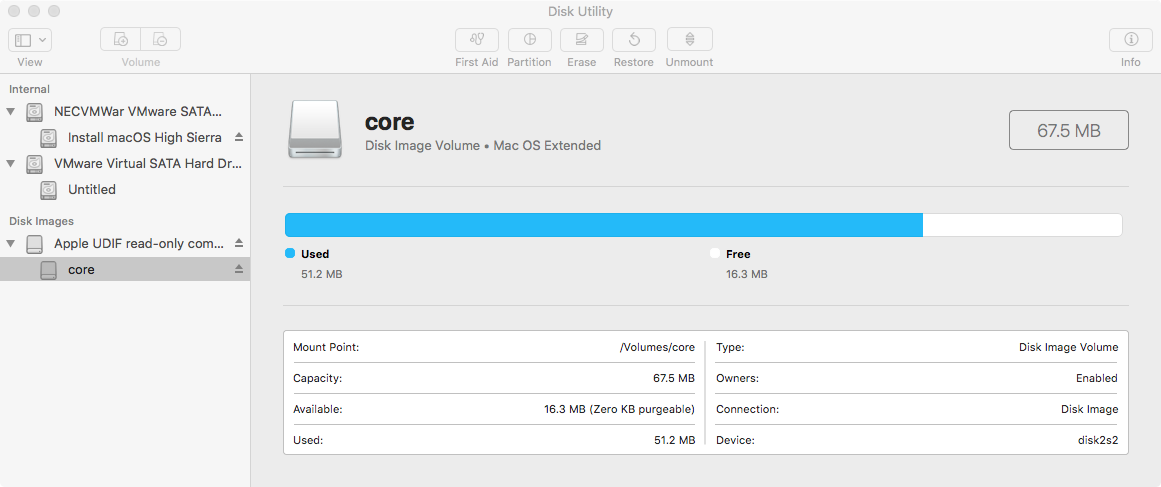 Disk Utility
View
Volume
First Aid
Partition
Erase
Restore
Unmount
Info
Internal
NECVMWar VMware SATA...
Install macOS High Sierra
VMware Virtual SATA Hard Dr...
Untitled
Disk Images
Apple UDIF read-only com...
core
core
Disk Image Volume • Mac OS Extended
67.5 MB
Used
51.2 MB
Free
16.3 MB
Mount Point: /Volumes/core
Capacity: 67.5 MB
Available: 16.3 MB (Zero KB purgeable)
Used: 51.2 MB
Type: Disk Image Volume
Owners: Enabled
Connection: Disk Image
Device: disk2s2